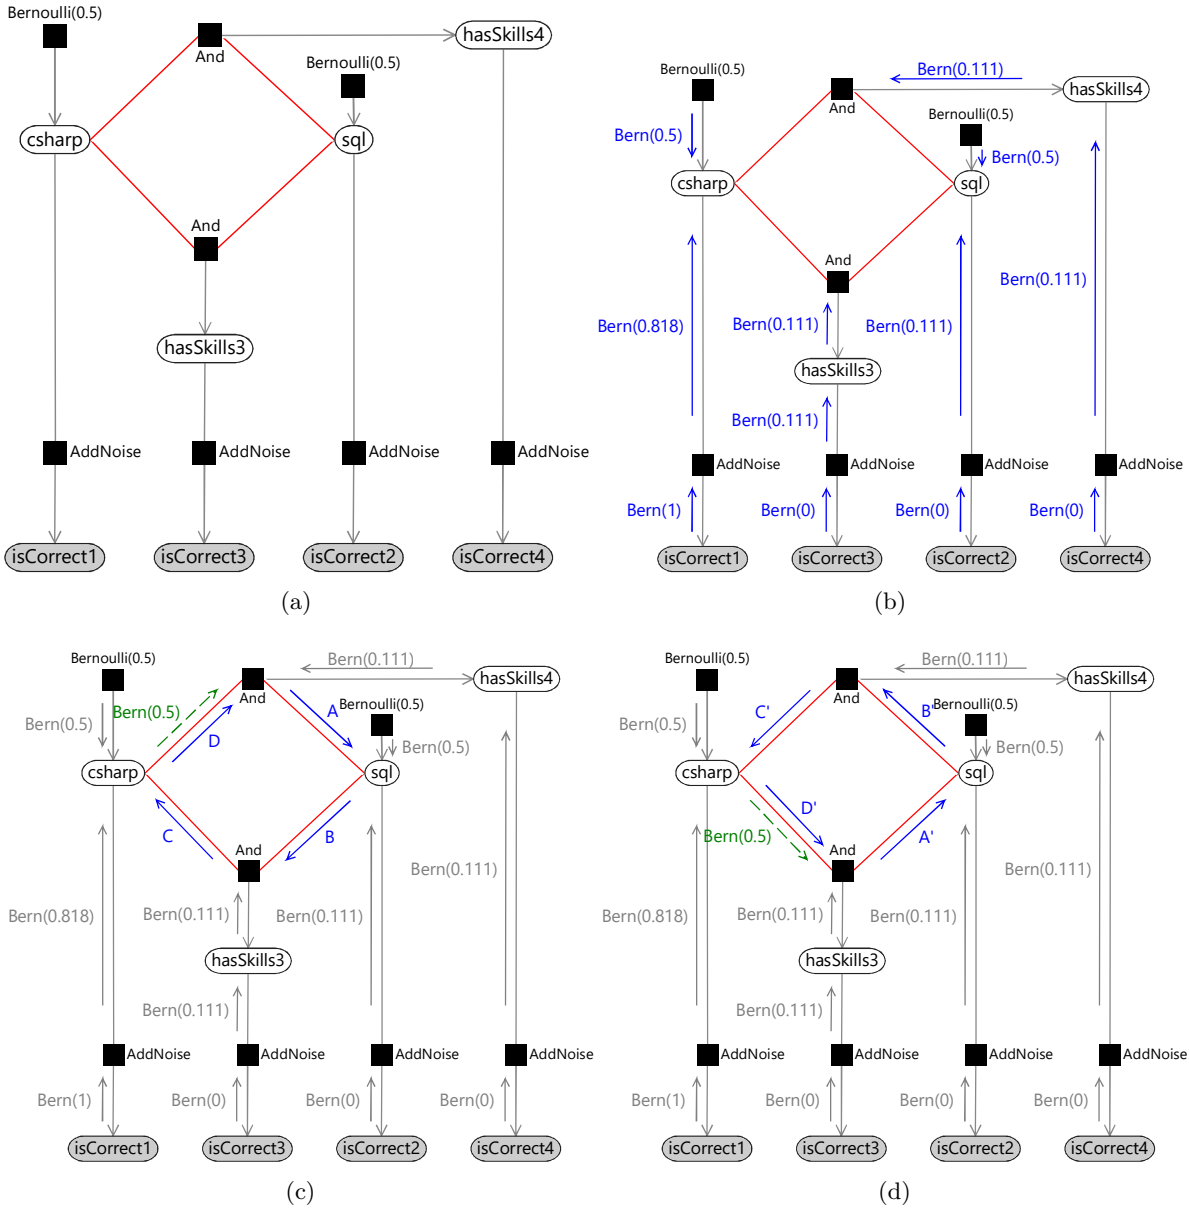 Bernoulli(0.5)
And
hasSkills4
Bernoulli(0.5)
csharp
sql
And
hasSkills3
AddNoise
AddNoise
AddNoise
AddNoise
isCorrect1
isCorrect3
isCorrect2
isCorrect4
(a)
Bernoulli(0.5)
Bern(0.111)
And
hasSkills4
Bernoulli(0.5)
Bern(0.5)
Bern(0.5)
csharp
sql
And
Bern(0.111)
Bern(0.818)
Bern(0.111)
Bern(0.111)
hasSkills3
Bern(0.111)
AddNoise
AddNoise
AddNoise
AddNoise
Bern(1)
Bern(0)
Bern(0)
Bern(0)
isCorrect1
isCorrect3
isCorrect2
isCorrect4
(b)
Bernoulli(0.5)
Bern(0.111)
And
hasSkills4
Bern(0.5)
Bern(0.5)
A
Bernoulli(0.5)
D
Bern(0.5)
csharp
sql
C
B
And
Bern(0.111)
Bern(0.818)
Bern(0.111)
Bern(0.111)
hasSkills3
Bern(0.111)
AddNoise
AddNoise
AddNoise
AddNoise
Bern(1)
Bern(0)
Bern(0)
Bern(0)
isCorrect1
isCorrect3
isCorrect2
isCorrect4
(c)
Bernoulli(0.5)
Bern(0.111)
And
hasSkills4
Bern(0.5)
C'
B'
Bernoulli(0.5)
Bern(0.5)
csharp
sql
D'
Bern(0.5)
A'
And
Bern(0.111)
Bern(0.818)
Bern(0.111)
Bern(0.111)
hasSkills3
Bern(0.111)
AddNoise
AddNoise
AddNoise
AddNoise
Bern(1)
Bern(0)
Bern(0)
Bern(0)
isCorrect1
isCorrect3
isCorrect2
isCorrect4
(d)